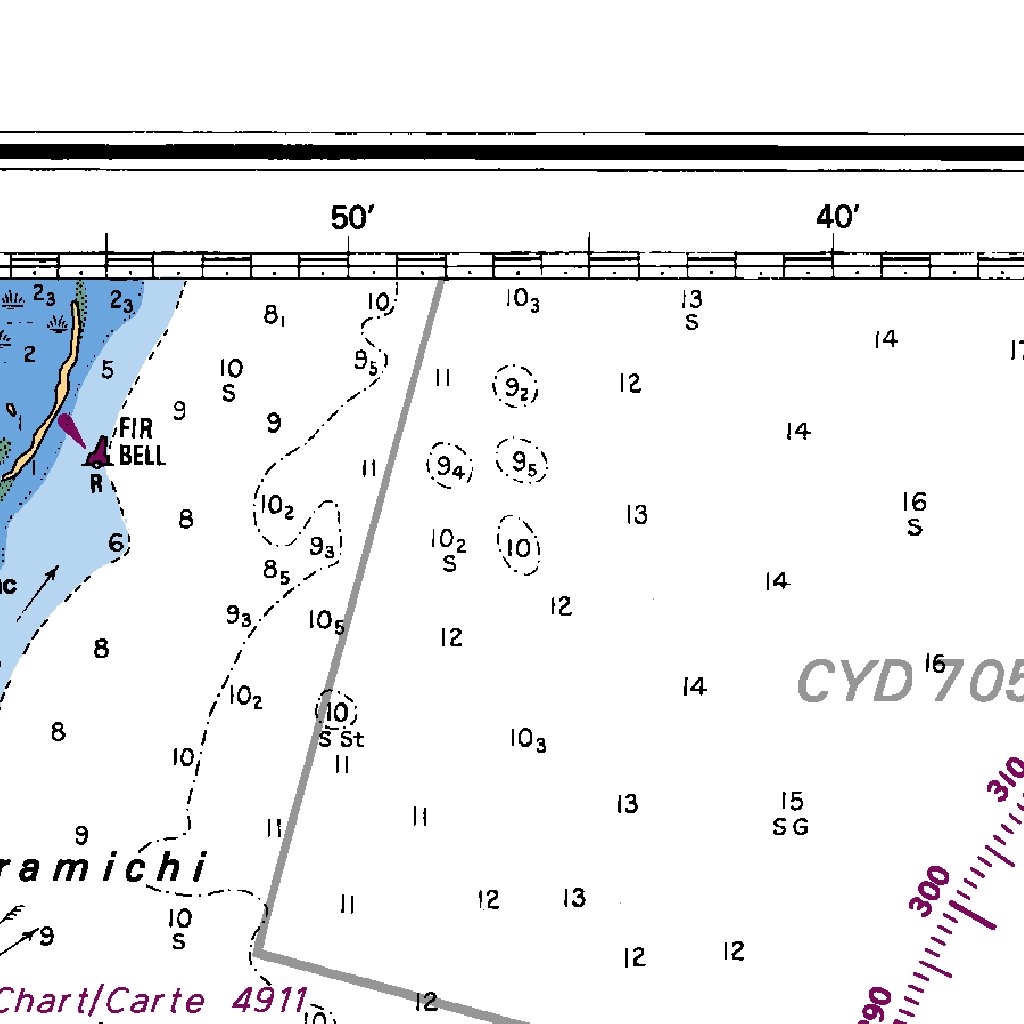 50' 40'
2₃ 2₃ 8₁ 10 10₃ 13
S
2 5 10 9₅ 11 9₂ 12 14 17
S
9 9 14
FIR
BELL
R
11 9₄ 9₅
10₂ 8 13 16
S
6 9₃ 10₂ 10
S
8₅ 14
9₃ 10₅ 12 12
8 16
CYD 705
10₂ 14
10
S St
8 10 11 10₃
310
11 13 15
S G
9 11
ramichi
300
11 12 13
10
S
9 12 12
Chart/Carte 4911 12
290
10